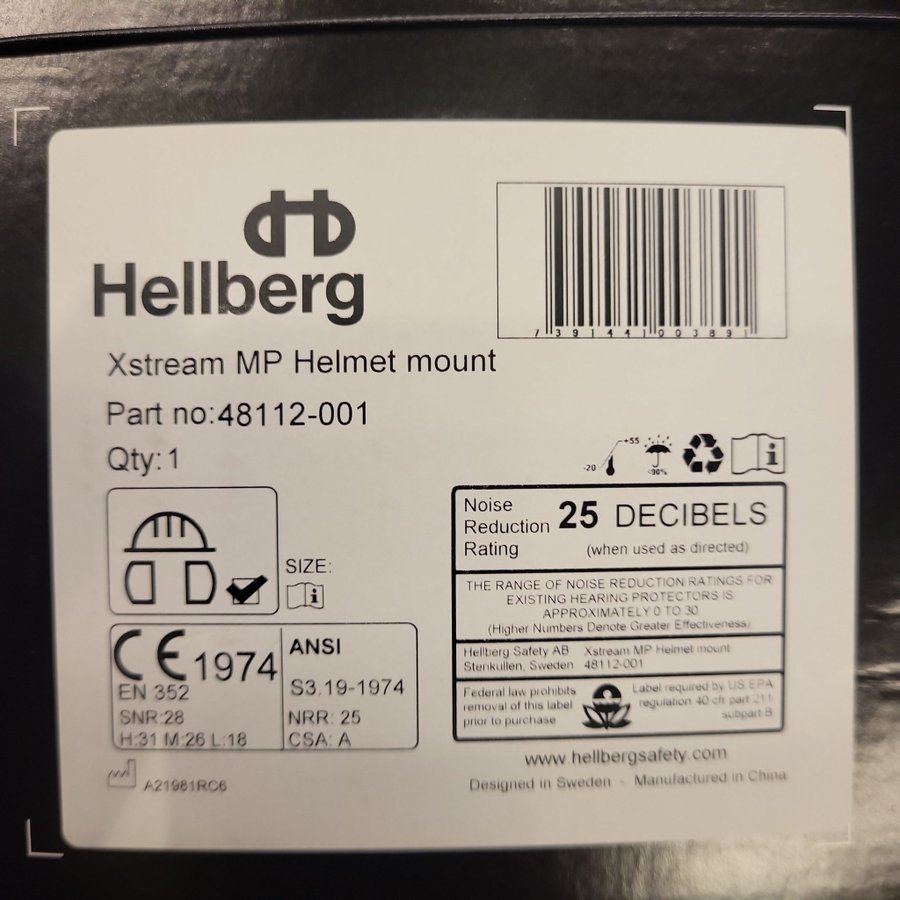 Hellberg
7 391441 003891
Xstream MP Helmet mount
Part no:48112-001
Qty: 1
-20 +55
<90%
i
SIZE:
i
Noise
Reduction
Rating
25 DECIBELS
(when used as directed)
THE RANGE OF NOISE REDUCTION RATINGS FOR
EXISTING HEARING PROTECTORS IS
APPROXIMATELY 0 TO 30
(Higher Numbers Denote Greater Effectiveness)
Hellberg Safety AB
Stenkullen, Sweden
Xstream MP Helmet mount
48112-001
Federal law prohibits
removal of this label
prior to purchase
Label required by US EPA
regulation 40 cfr part 211
subpart B
CE 1974
EN 352
SNR:28
H:31 M:26 L:18
ANSI
S3.19-1974
NRR: 25
CSA: A
A21981RC6
www.hellbergsafety.com
Designed in Sweden - Manufactured in China